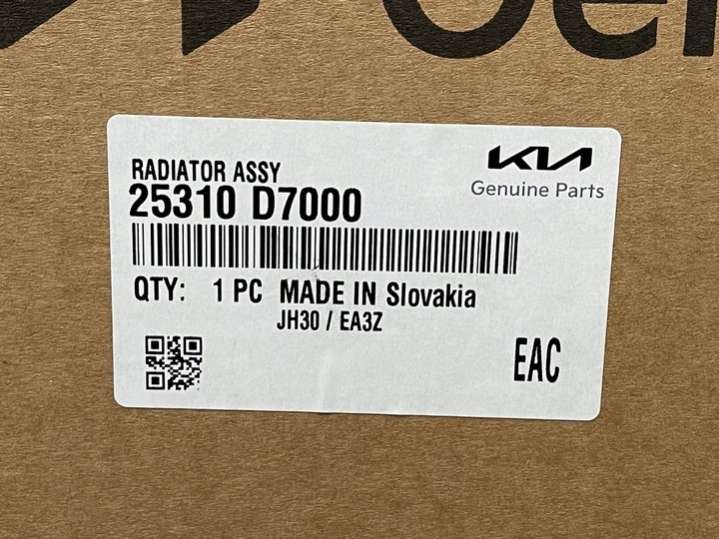 RADIATOR ASSY
KIA
Genuine Parts
25310 D7000
QTY: 1 PC MADE IN Slovakia
JH30 / EA3Z
EAC